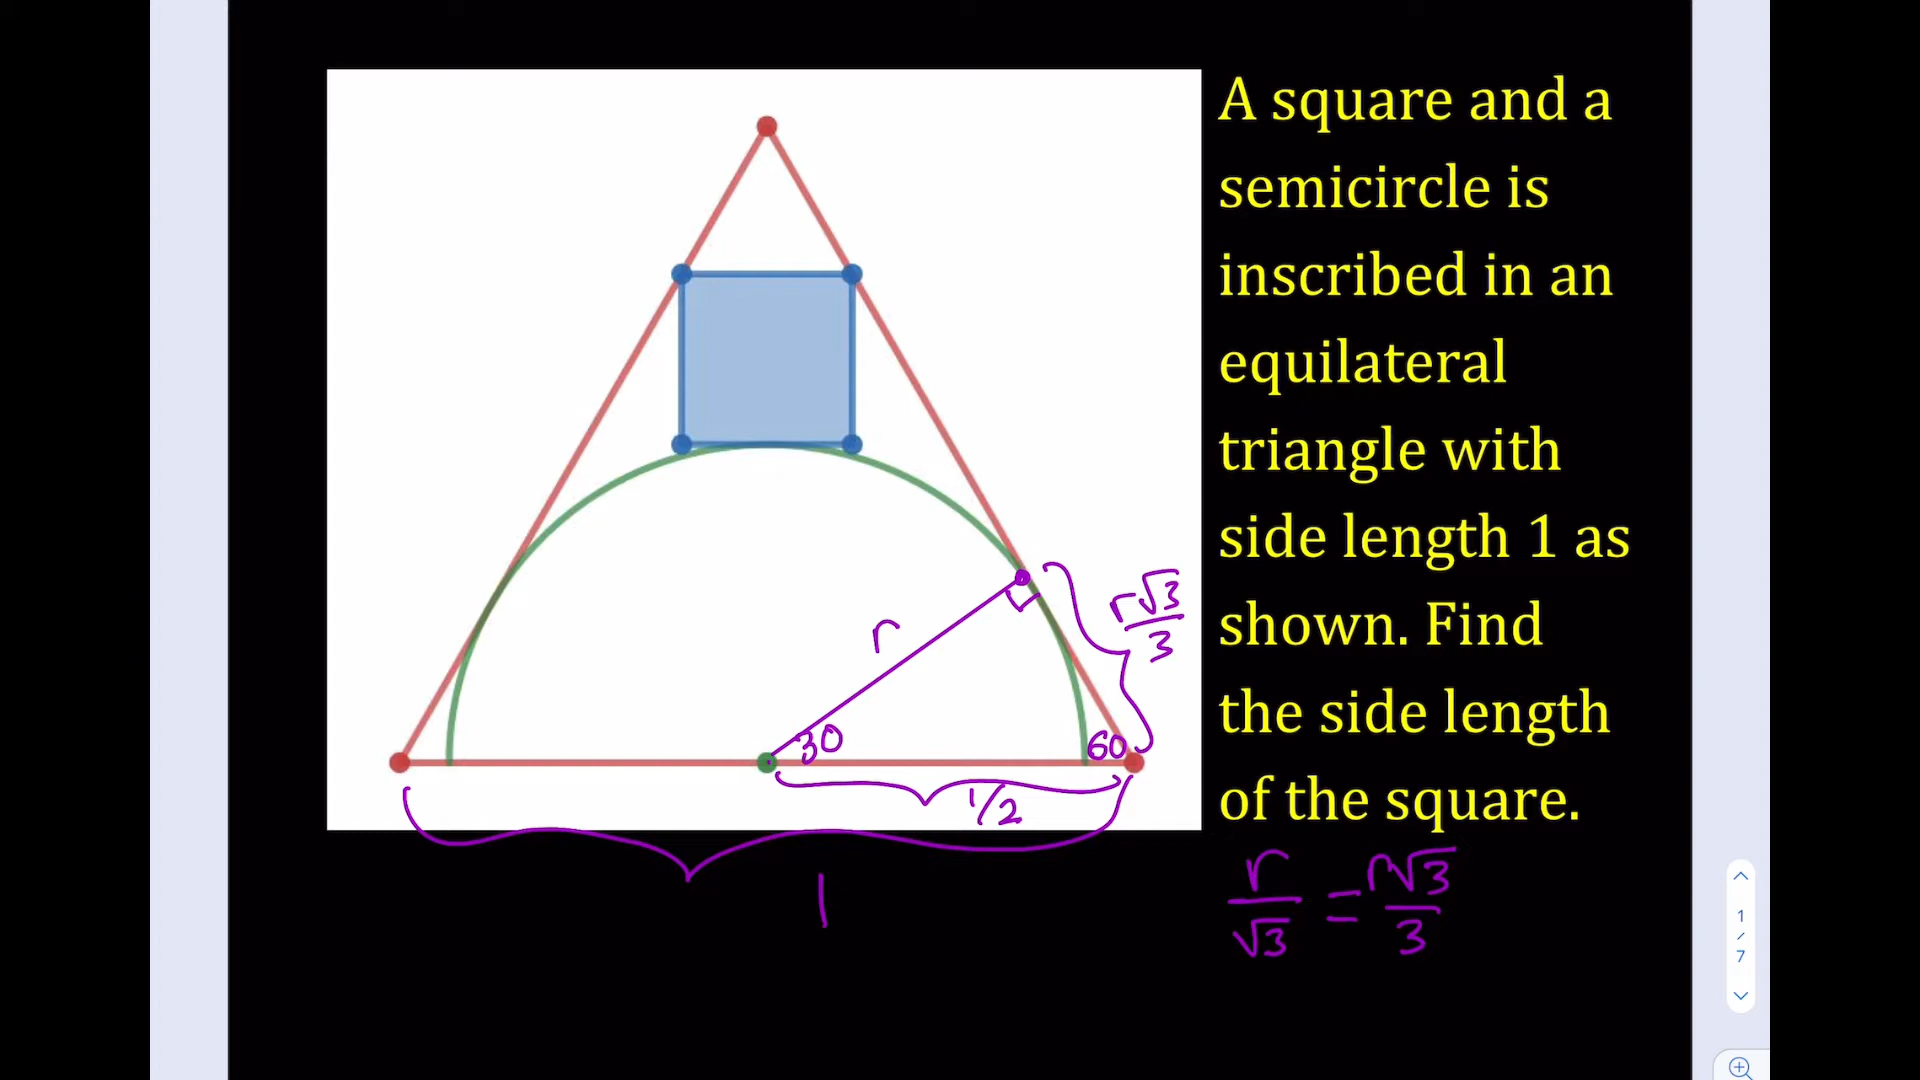 A square and a
semicircle is
inscribed in an
equilateral
triangle with
side length 1 as
shown. Find
the side length
of the square.
r
r√3/3
30
60
1/2
1
r/√3 = r√3/3
1
/
7